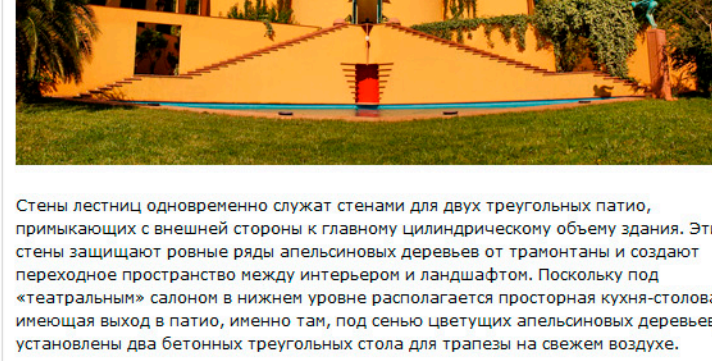 Стены лестниц одновременно служат стенами для двух треугольных патио,
примыкающих с внешней стороны к главному цилиндрическому объему здания.
стены защищают ровные ряды апельсиновых деревьев от трамонтаны и создают
переходное пространство между интерьером и ландшафтом. Поскольку под
«театральным» салоном в нижнем уровне располагается просторная
имеющая выход в патио, именно там, под сенью цветущих апельсиновых
установлены два бетонных треугольных стола для трапезы на свежем воздухе.